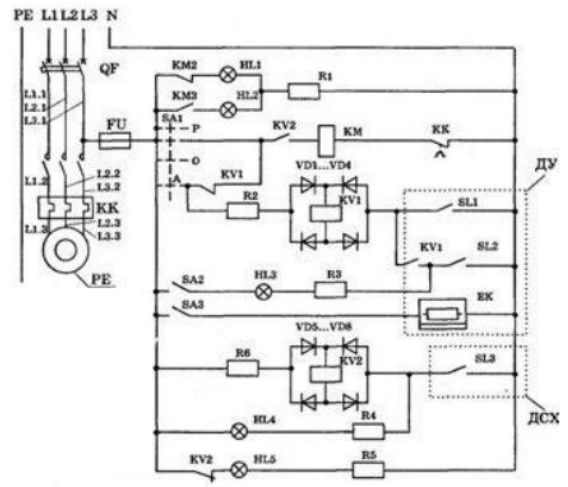 PE L1 L2 L3 N
QF
L1.1
L2.1
L3.1
KM2 HL1
R1
KM3 HL2
SA1
P
FU
KV2 KM KK
O
A KV1
VD1...VD4
L1.2
L2.2
L3.2
R2 KV1 SL1
ДУ
KK
L1.3
L2.3
L3.3
KV1 SL2
PE
SA2 HL3 R3
SA3 EK
VD5...VD8
R6 KV2 SL3
HL4 R4
ДСХ
KV2 HL5 R5